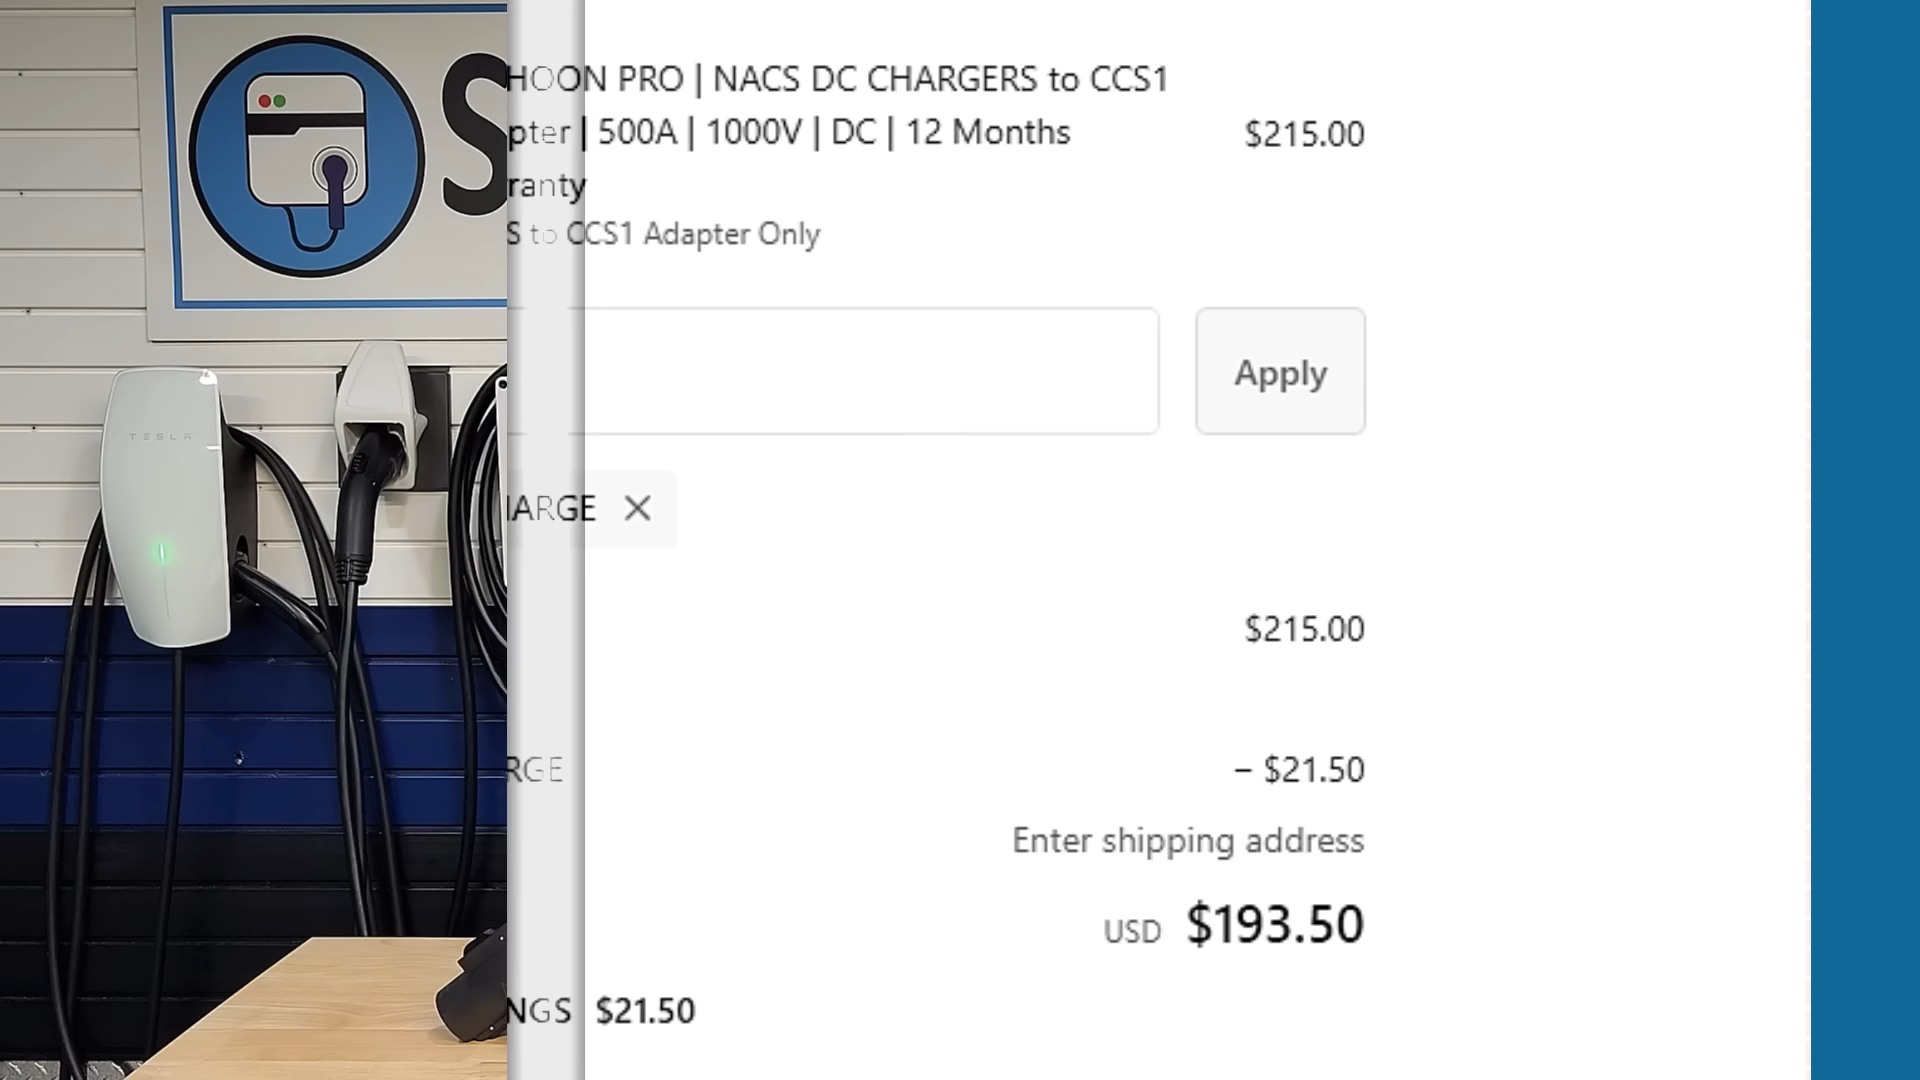 S
TESLA
HOON PRO | NACS DC CHARGERS to CCS1
pter | 500A | 1000V | DC | 12 Months
$215.00
ranty
S to CCS1 Adapter Only
Apply
ARGE
$215.00
RGE
– $21.50
Enter shipping address
USD $193.50
NGS $21.50